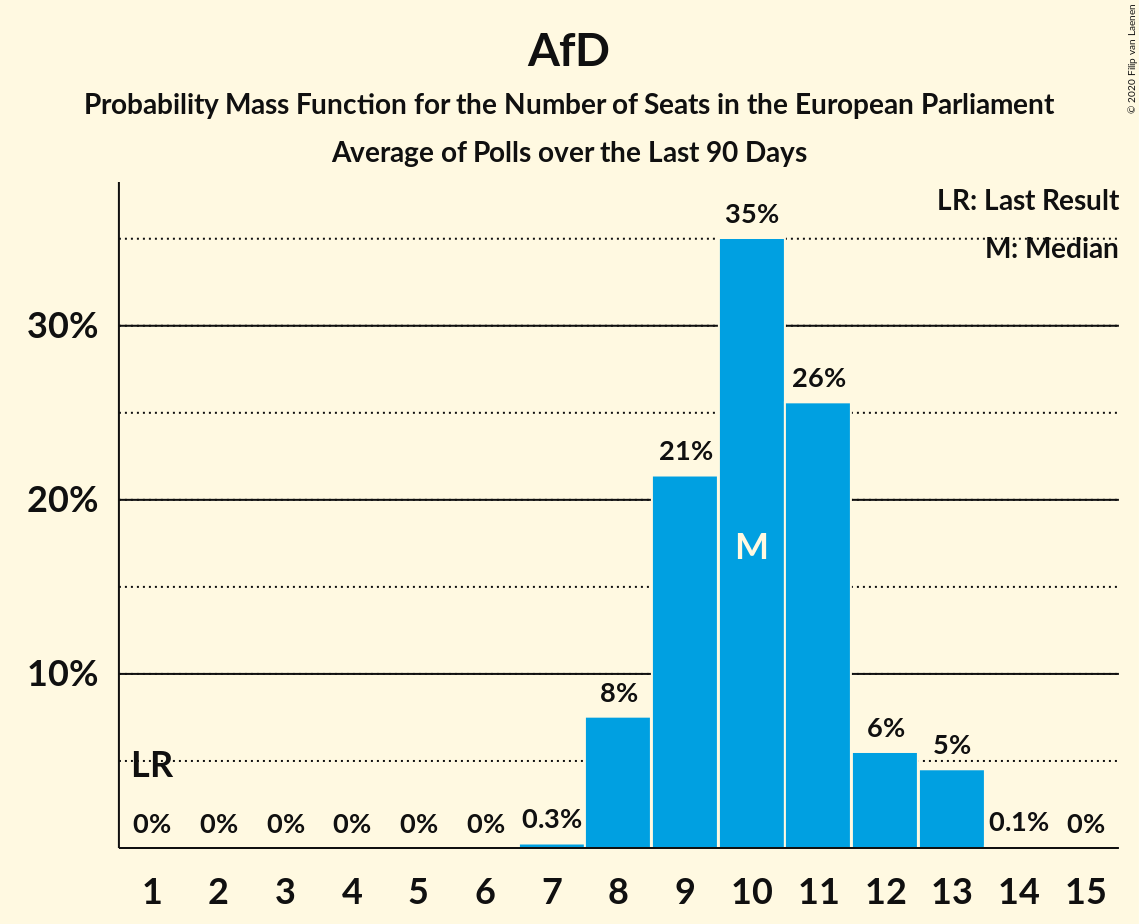 AfD
Probability Mass Function for the Number of Seats in the European Parliament
Average of Polls over the Last 90 Days
© 2020 Filip van Laenen
LR: Last Result
M: Median
35%
30%
26%
21%
20%
M
10%
8%
6%
5%
LR
0% 0% 0% 0% 0% 0% 0.3% 0.1% 0%
1 2 3 4 5 6 7 8 9 10 11 12 13 14 15